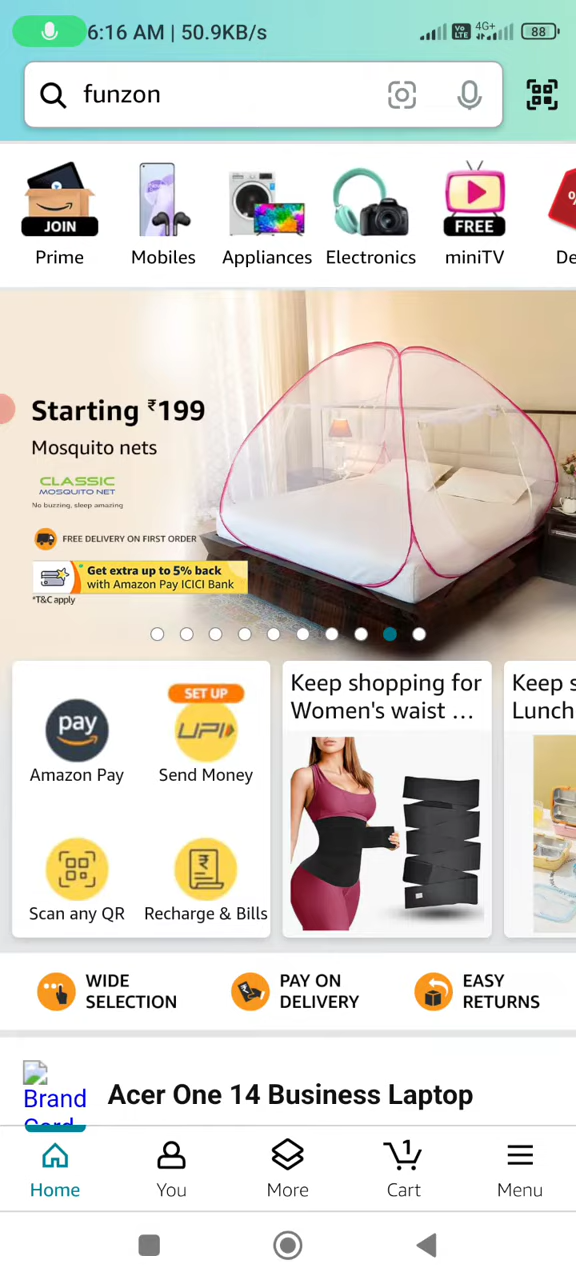 6:16 AM | 50.9KB/s
Vo LTE
4G+
88
funzon
JOIN
FREE
Prime
Mobiles
Appliances
Electronics
miniTV
De
Starting ₹199
Mosquito nets
CLASSIC
MOSQUITO NET
No buzzing, sleep amazing
FREE DELIVERY ON FIRST ORDER
Get extra up to 5% back
with Amazon Pay ICICI Bank
*T&C apply
pay
Amazon Pay
SET UP
UPI
Send Money
Scan any QR
Recharge & Bills
Keep shopping for
Women's waist ...
Keep s
Lunch
WIDE
SELECTION
PAY ON
DELIVERY
EASY
RETURNS
Brand
Card
Acer One 14 Business Laptop
Home
You
More
1
Cart
Menu